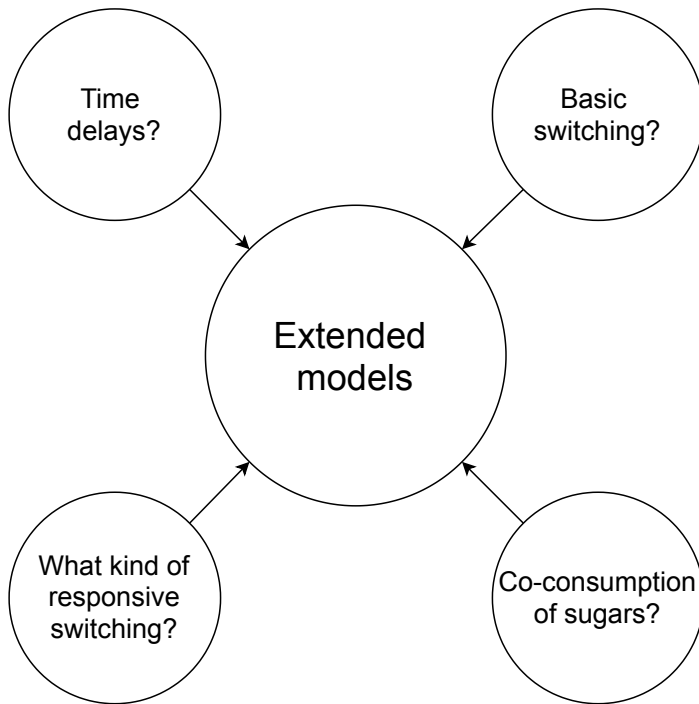 Time
delays?
Basic
switching?
Extended
models
What kind of
responsive
switching?
Co-consumption
of sugars?